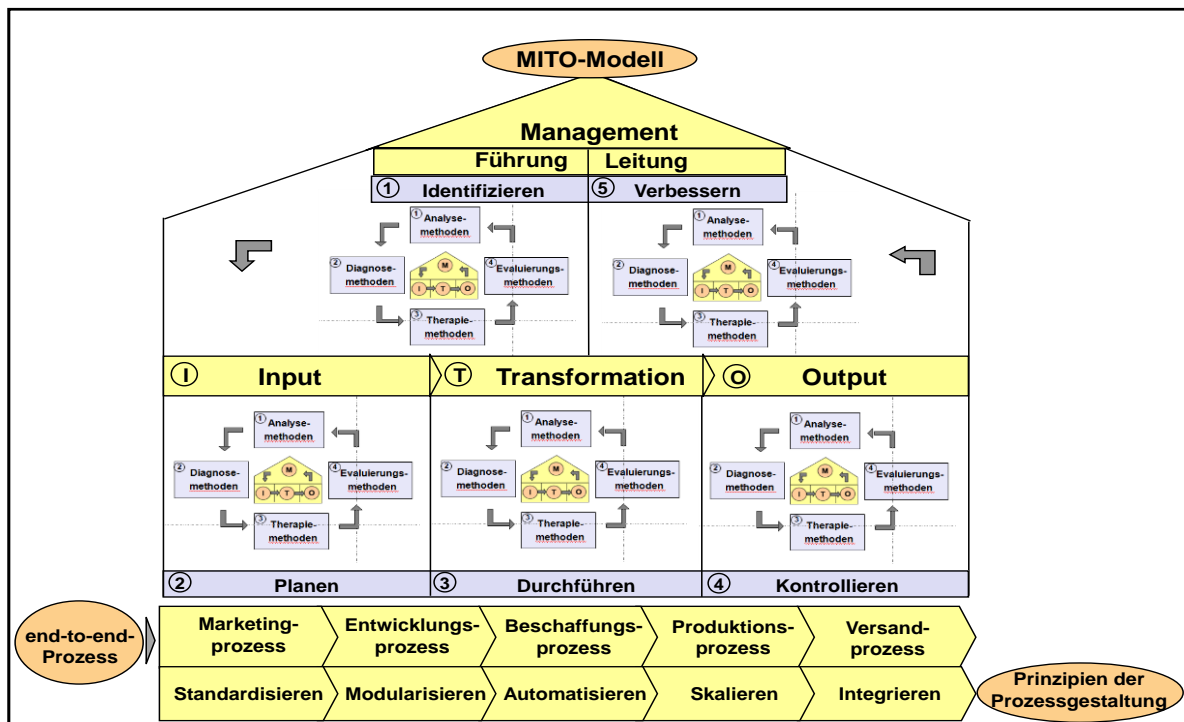 MITO-Modell
Management
Führung Leitung
1 Identifizieren
5 Verbessern
1 Analyse-
methoden
2 Diagnose-
methoden
M
I T O
4 Evaluierungs-
methoden
3 Therapie-
methoden
1 Analyse-
methoden
2 Diagnose-
methoden
M
I T O
4 Evaluierungs-
methoden
3 Therapie-
methoden
I Input
T Transformation
O Output
1 Analyse-
methoden
2 Diagnose-
methoden
M
I T O
4 Evaluierungs-
methoden
3 Therapie-
methoden
1 Analyse-
methoden
2 Diagnose-
methoden
M
I T O
4 Evaluierungs-
methoden
3 Therapie-
methoden
1 Analyse-
methoden
2 Diagnose-
methoden
M
I T O
4 Evaluierungs-
methoden
3 Therapie-
methoden
2 Planen
3 Durchführen
4 Kontrollieren
end-to-end-
Prozess
Marketing-
prozess
Entwicklungs-
prozess
Beschaffungs-
prozess
Produktions-
prozess
Versand-
prozess
Standardisieren
Modularisieren
Automatisieren
Skalieren
Integrieren
Prinzipien der
Prozessgestaltung